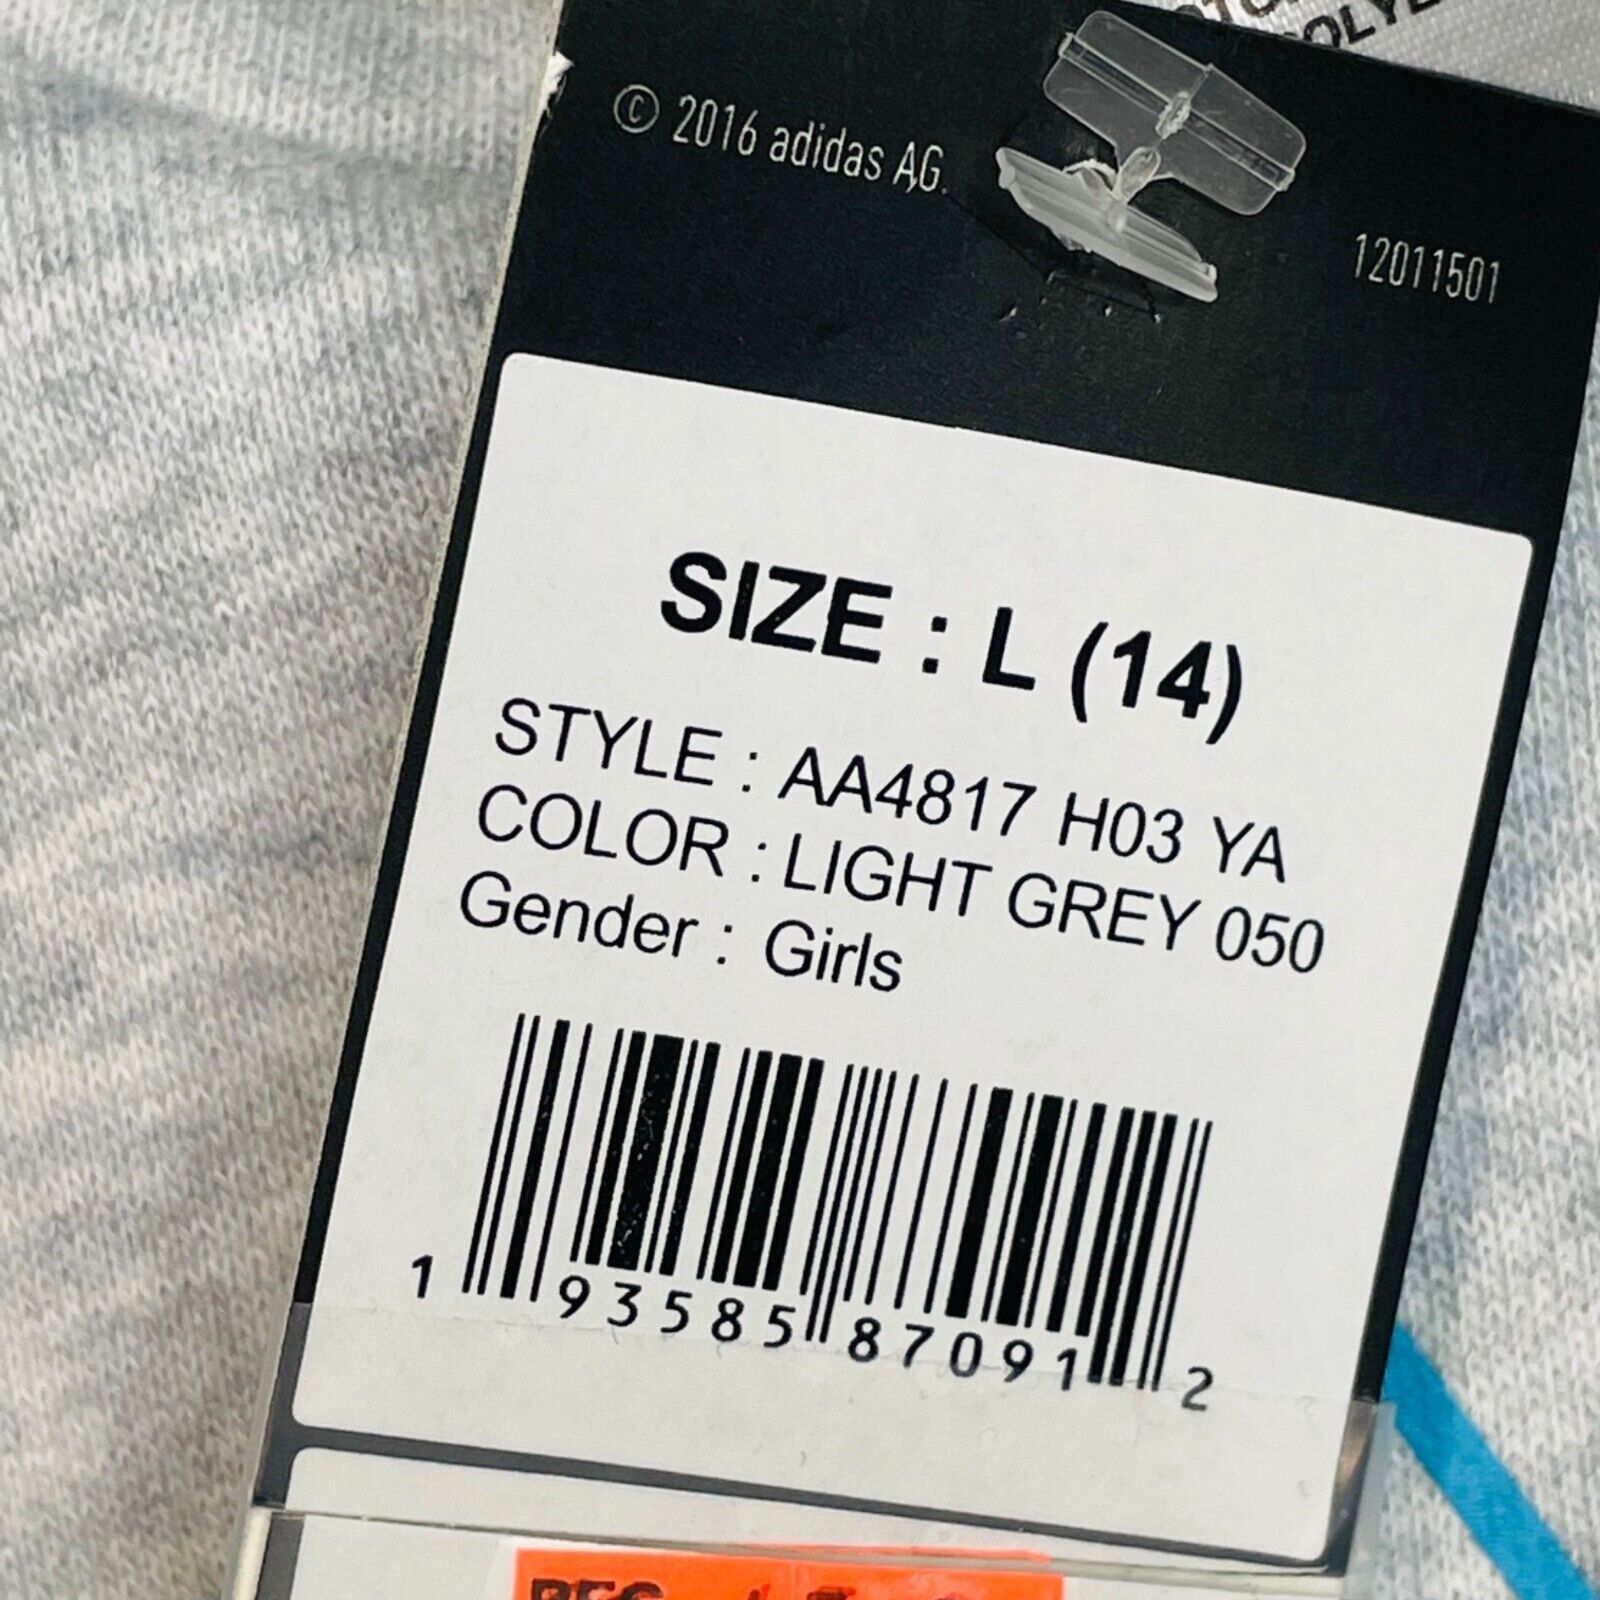 © 2016 adidas AG.
12011501
SIZE : L (14)
STYLE : AA4817 H03 YA
COLOR : LIGHT GREY 050
Gender : Girls
1 93585 87091 2